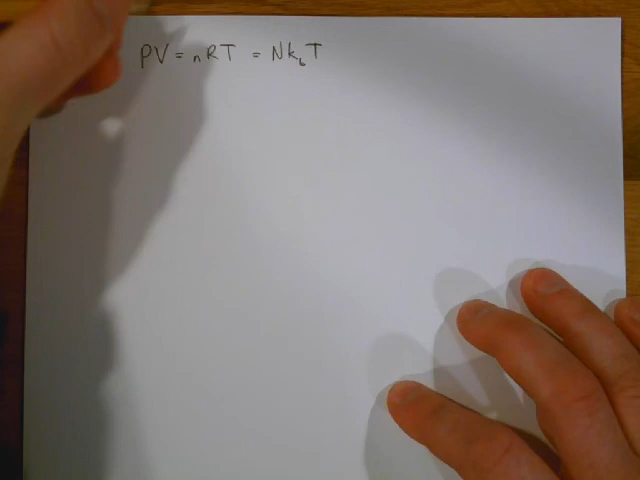 PV = nRT = Nk_bT